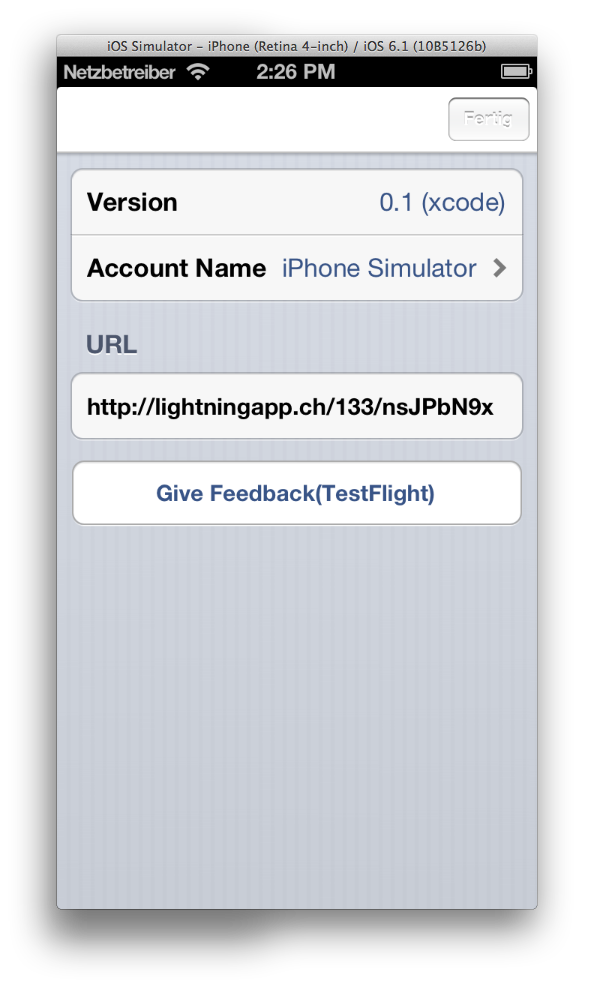 iOS Simulator – iPhone (Retina 4-inch) / iOS 6.1 (10B5126b)
Netzbetreiber 2:26 PM
Fertig
Version 0.1 (xcode)
Account Name iPhone Simulator
URL
http://lightningapp.ch/133/nsJPbN9x
Give Feedback(TestFlight)